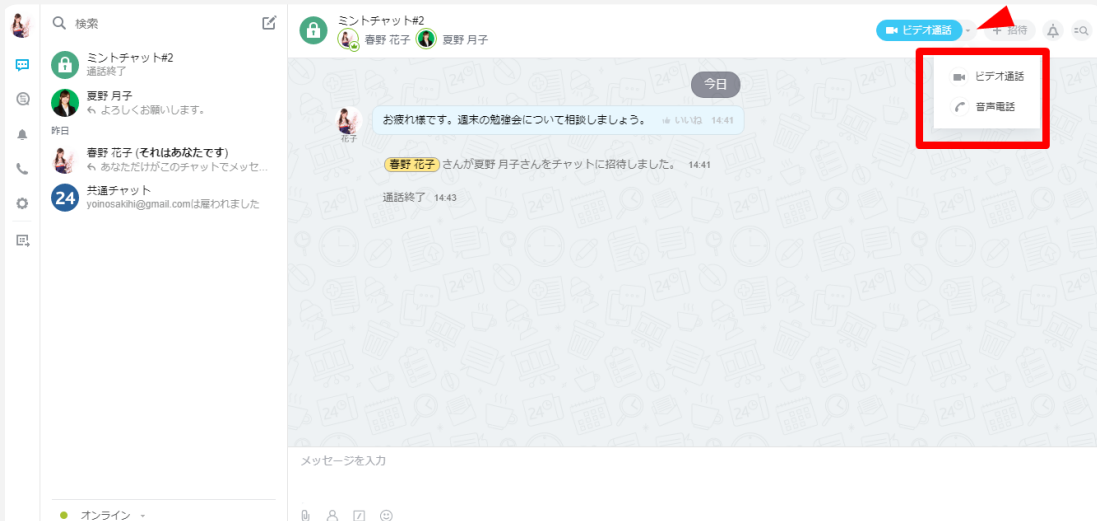 検索
ミントチャット#2
通話終了
夏野 月子
よろしくお願いします。
昨日
春野 花子 (それはあなたです)
あなただけがこのチャットでメッセ...
24
共通チャット
yoinosakihi@gmail.comは雇われました
オンライン
ミントチャット#2
春野 花子 夏野 月子
ビデオ通話
+ 招待
ビデオ通話
音声電話
今日
お疲れ様です。週末の勉強会について相談しましょう。 いいね 14:41
花子
春野 花子 さんが夏野 月子さんをチャットに招待しました。 14:41
通話終了 14:43
メッセージを入力